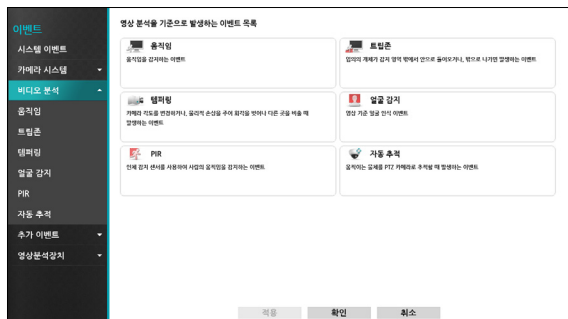 이벤트
시스템 이벤트
카메라 시스템
비디오 분석
움직임
트립존
템퍼링
얼굴 감지
PIR
자동 추적
추가 이벤트
영상분석장치
영상 분석을 기준으로 발생하는 이벤트 목록
움직임
움직임을 감지하는 이벤트
트립존
임의의 개체가 감지 영역 밖에서 안으로 들어오거나, 밖으로 나가면 발생하는 이벤트
템퍼링
카메라 각도를 변경하거나, 물리적 손상을 주어 화각을 벗어나 다른 곳을 비출 때
발생하는 이벤트
얼굴 감지
영상 기준 얼굴 인식 이벤트
PIR
인체 감지 센서를 사용하여 사람의 움직임을 감지하는 이벤트
자동 추적
움직이는 물체를 PTZ 카메라로 추적할 때 발생하는 이벤트
적용
확인
취소